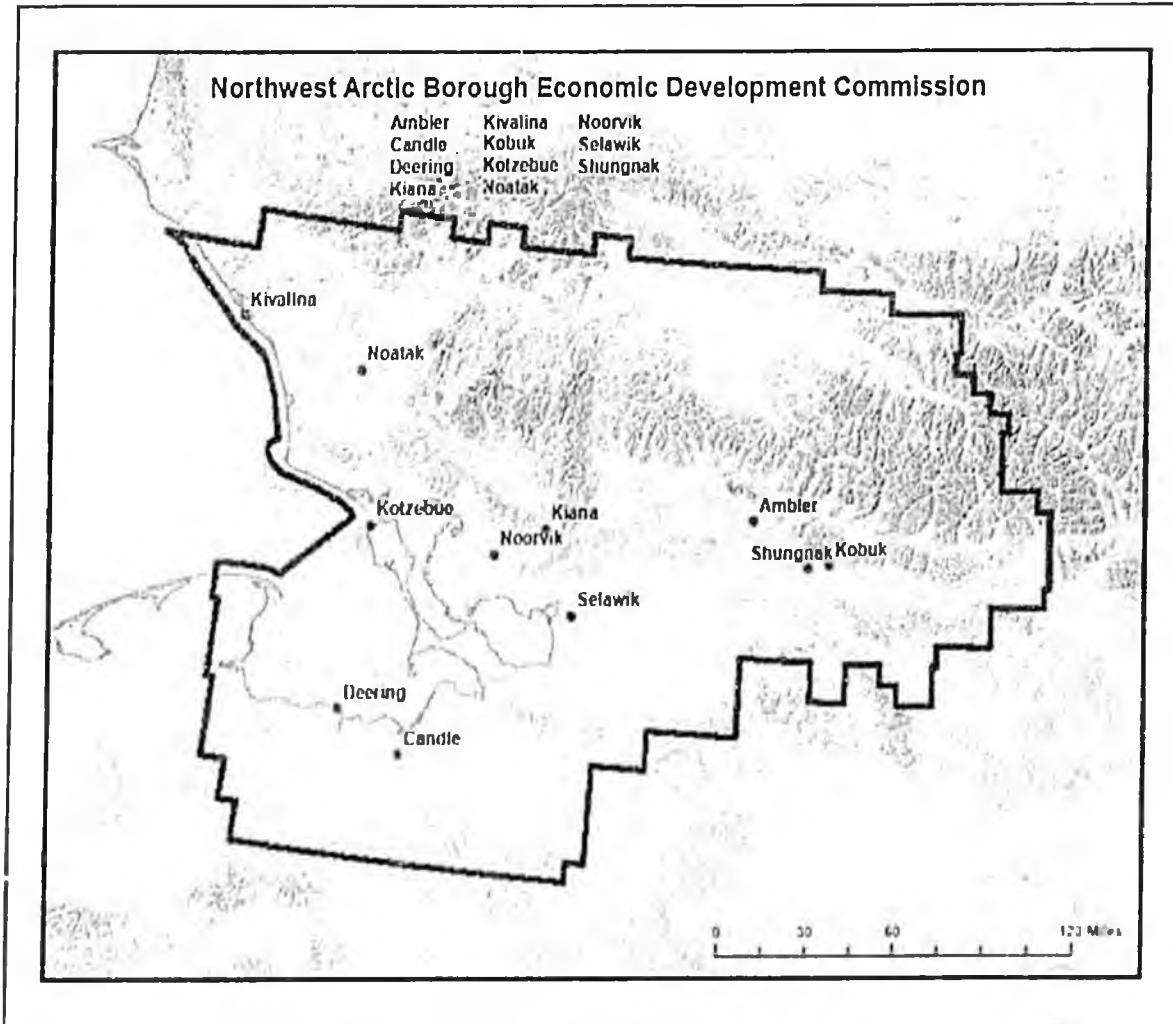 Northwest Arctic Borough Economic Development Commission
Ambler Kivalina Noorvik
Candle Kobuk Selawik
Deering Kotzebue Shungnak
Kiana Noatak
Kivalina
Noatak
Kotzebue
Kiana
Noorvik
Ambler
Shungnak Kobuk
Selawik
Deering
Candle
0 30 60 120 Miles